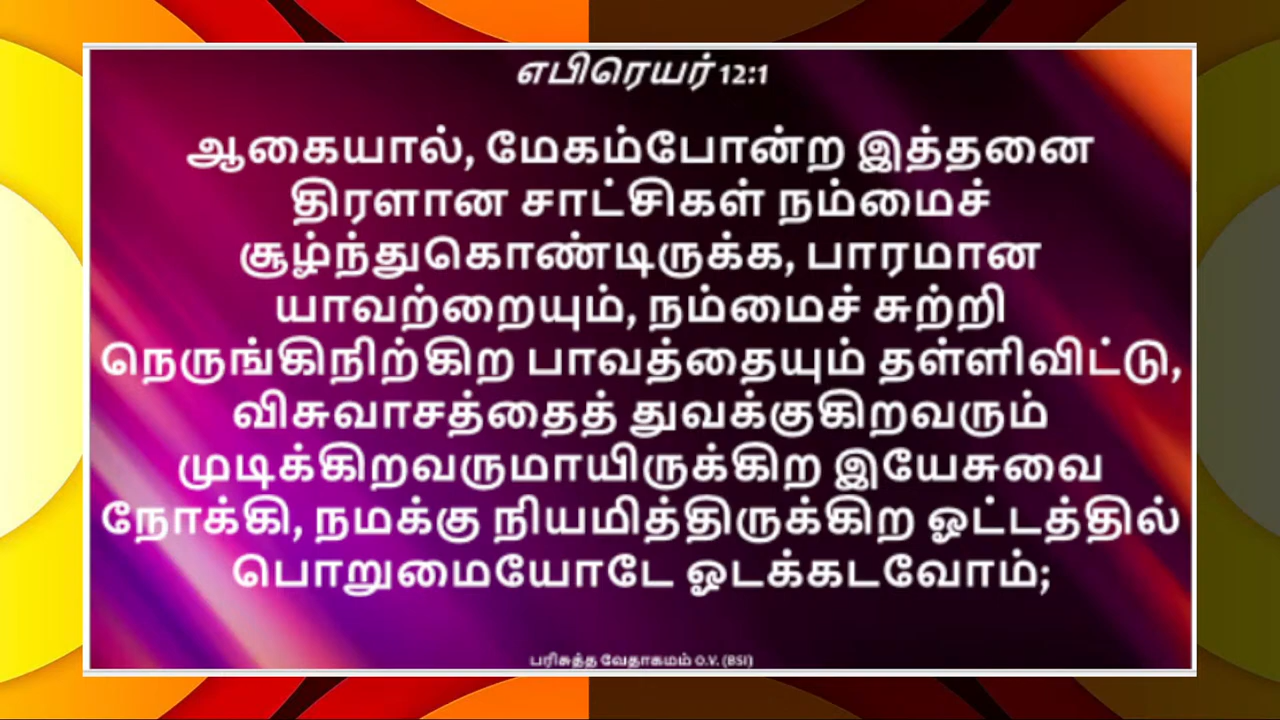 எபிரெயர் 12:1
ஆகையால், மேகம்போன்ற இத்தனை
திரளான சாட்சிகள் நம்மைச்
சூழ்ந்துகொண்டிருக்க, பாரமான
யாவற்றையும், நம்மைச் சுற்றி
நெருங்கிநிற்கிற பாவத்தையும் தள்ளிவிட்டு,
விசுவாசத்தைத் துவக்குகிறவரும்
முடிக்கிறவருமாயிருக்கிற இயேசுவை
நோக்கி, நமக்கு நியமித்திருக்கிற ஓட்டத்தில்
பொறுமையோடே ஓடக்கடவோம்;
பரிசுத்த வேதாகமம் O.V. (BSI)